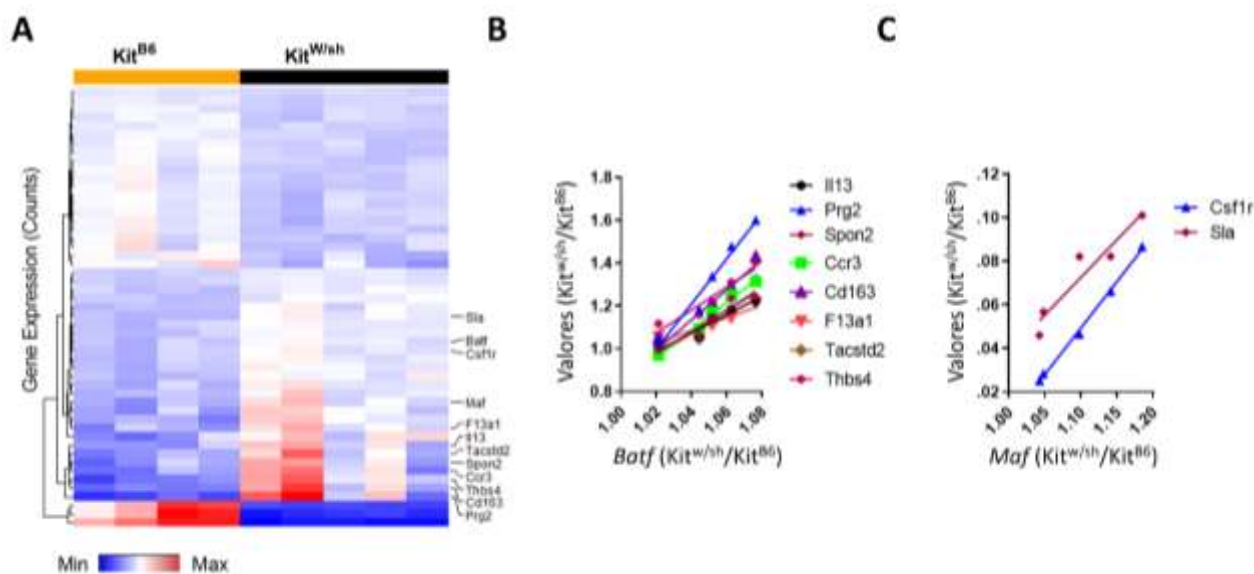 A
Kit^B6
Kit^W/sh
Gene Expression (Counts)
Sla
Batf
Csf1r
Maf
F13a1
Il13
Tacstd2
Spon2
Ccr3
Thbs4
Cd163
Prg2
Min
Max
B
Valores (Kit^w/sh/Kit^B6)
1.8
1.6
1.4
1.2
1.0
0.8
1.00
1.02
1.04
1.06
1.08
Batf (Kit^w/sh/Kit^B6)
Il13
Prg2
Spon2
Ccr3
Cd163
F13a1
Tacstd2
Thbs4
C
Valores (Kit^w/sh/Kit^B6)
.12
.10
.08
.06
.04
.02
1.00
1.05
1.10
1.15
1.20
Maf (Kit^w/sh/Kit^B6)
Csf1r
Sla